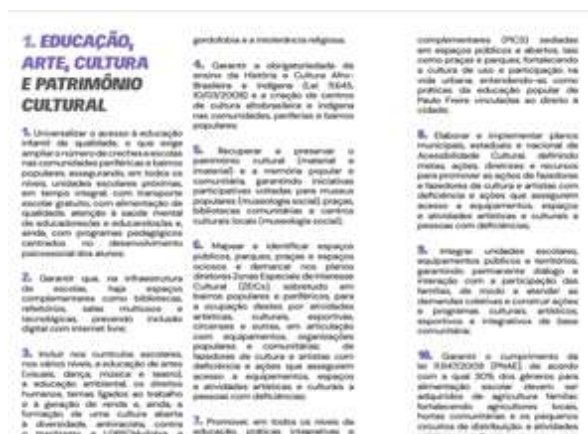 1. EDUCAÇÃO,
ARTE, CULTURA
E PATRIMÔNIO
CULTURAL
1. Universalizar o acesso à educação
infantil de qualidade, o que exige
ampliar o número de creches e escolas
nas comunidades periféricas e bairros
populares, assegurando, em todos os
níveis, unidades escolares próximas,
em tempo integral, com transporte
escolar gratuito, com alimentação de
qualidade, atenção à saúde mental
de educadores/as e educandos/as e,
ainda, com programas pedagógicos
centrados no desenvolvimento
psicossocial dos alunos;
2. Garantir que, na infraestrutura
de escolas, haja espaços
complementares como bibliotecas,
refeitórios, salas multiusos e
tecnológicas, prevendo inclusão
digital com internet livre;
3. Incluir nos currículos escolares,
nos vários níveis, a educação de artes
(visuais, dança, música e teatro),
a educação ambiental, os direitos
humanos, temas ligados ao trabalho
e à geração de renda e, ainda, a
formação de uma cultura aberta
à diversidade, antirracista, contra
gordofobia e a intolerância religiosa;
4. Garantir a obrigatoriedade do
ensino da História e Cultura Afro-
Brasileira e Indígena (Lei 11.645,
10/03/2008) e a criação de centros
de cultura afrobrasileira e indígena
nas comunidades, periferias e bairros
populares;
5. Recuperar e preservar o
patrimônio cultural (material e
imaterial) e a memória popular e
comunitária, garantindo iniciativas
participativas voltadas para museus
populares (museologia social) praças,
bibliotecas comunitárias e centros
culturais locais (museologia social);
6. Mapear e identificar espaços
públicos, parques, praças e espaços
ociosos e demarcar nos planos
diretores Zonas Especiais de Interesse
Cultural (ZEICs), sobretudo em
bairros populares e periféricos, para
a ocupação destes por atividades
artísticas, culturais, esportivas,
circenses e outras, em articulação
com equipamentos, organizações
populares e comunitárias; de
fazedores de cultura e artistas com
deficiência e ações que assegurem
acesso a equipamentos, espaços
e atividades artísticas e culturais a
pessoas com deficiências;
7. Promover, em todos os níveis da
educação, práticas integrativas e
complementares (PICS) sediadas
em espaços públicos e abertos, tais
como praças e parques, fortalecendo
a cultura de uso e participação na
vida urbana, entendendo-as como
práticas da educação popular de
Paulo Freire vinculadas ao direito à
cidade;
8. Elaborar e implementar planos
municipais, estaduais e nacional de
Acessibilidade Cultural, definindo
metas, ações, diretrizes e recursos
para promover as ações de fazedores
e fazedoras de cultura e artistas com
deficiência e ações que assegurem
acesso a equipamentos, espaços
e atividades artísticas e culturais a
pessoas com deficiências;
9. Integrar unidades escolares,
equipamentos públicos e territórios,
garantindo permanente diálogo e
interação com a participação das
famílias, de modo a atender as
demandas coletivas e construir ações
e programas culturais, artísticos,
esportivos e integrativos de base
comunitária;
10. Garantir o cumprimento da
lei 11.947/2009 (PNAE), de acordo
com a qual 30% dos gêneros para
alimentação escolar devem ser
adquiridos de agricultura familiar,
fortalecendo agricultores locais,
hortas comunitárias e os pequenos
circuitos de distribuição; e atividades